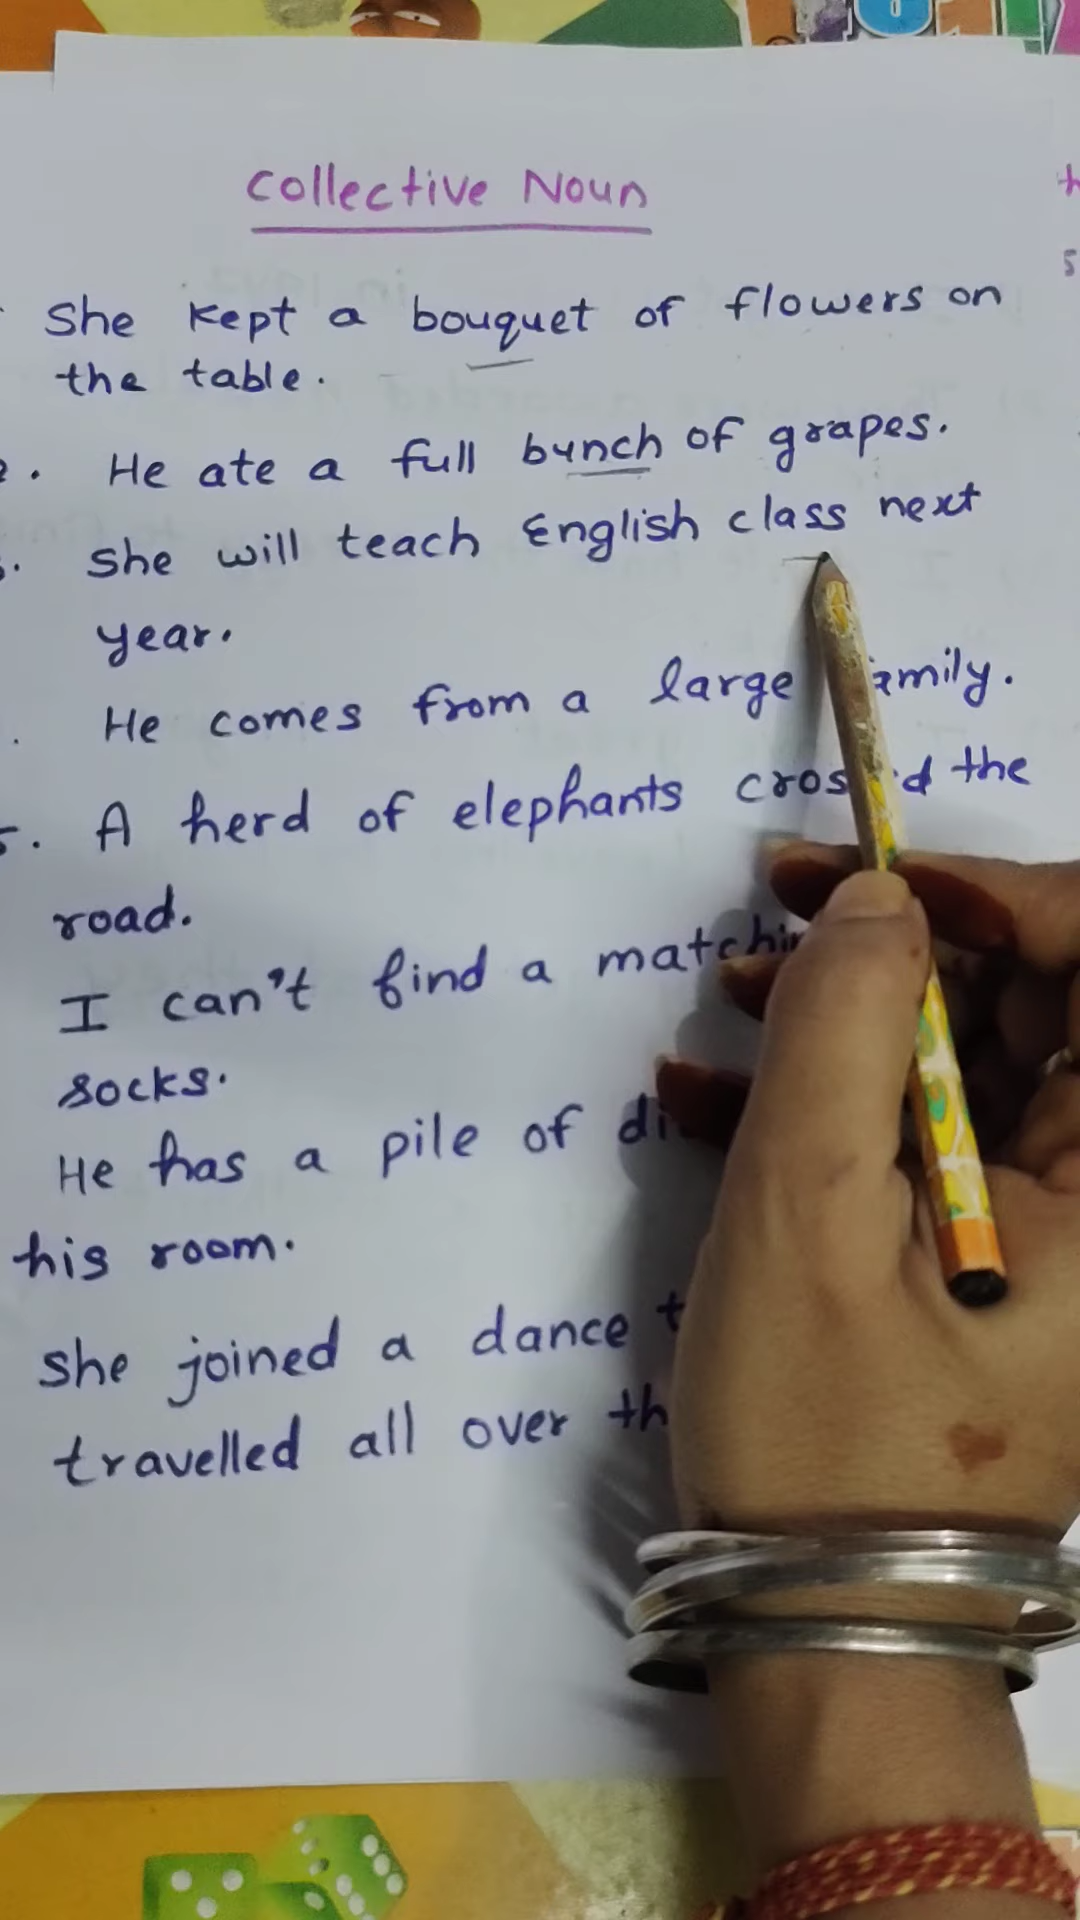 Collective Noun
She kept a bouquet of flowers on
the table.
He ate a full bunch of grapes.
She will teach English class next
year.
He comes from a large
5. A herd of elephants the
road.
I can't find a
socks.
He has a pile of
his room.
She joined a dance
travelled all over